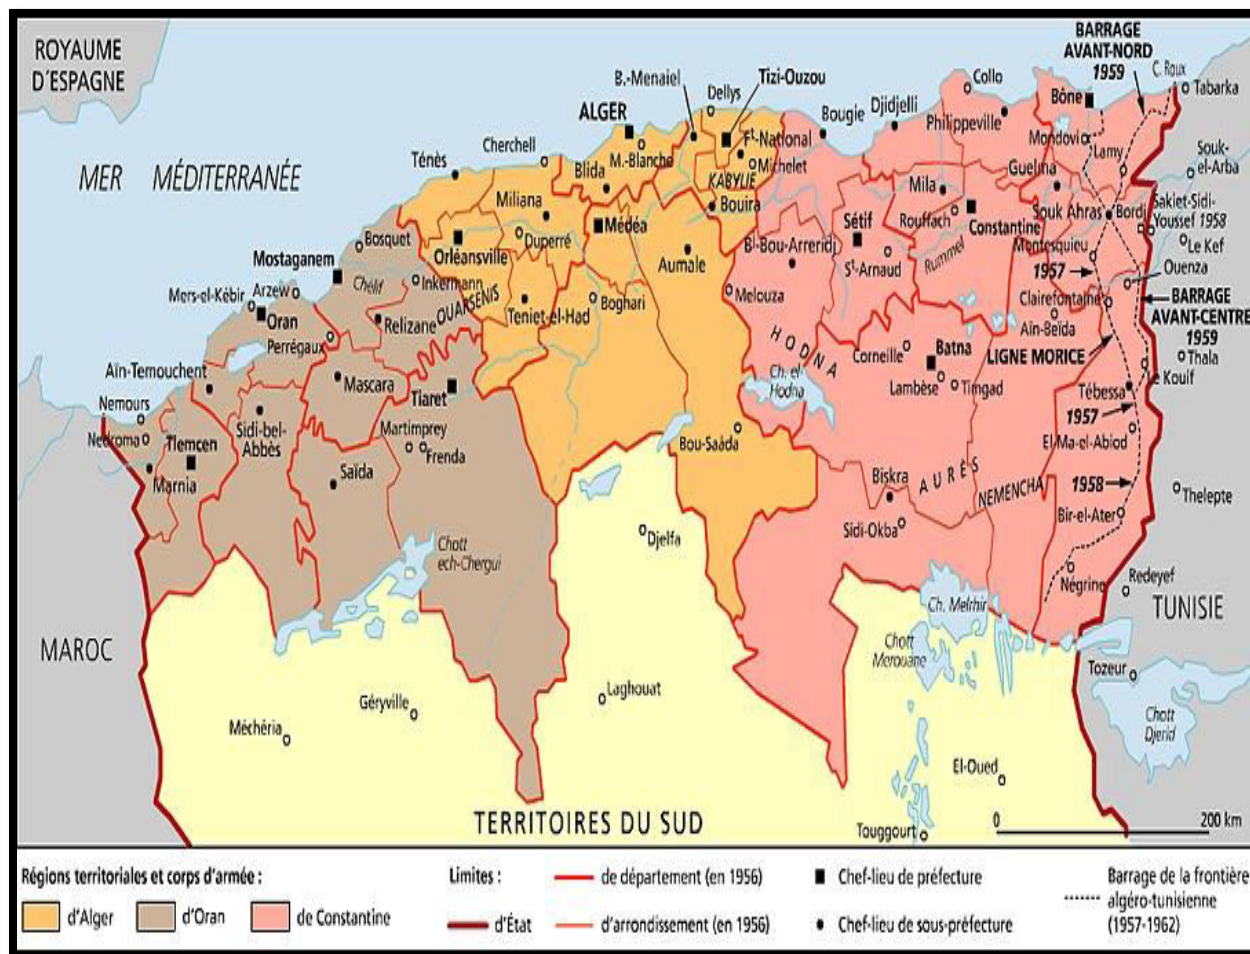 ROYAUME
D'ESPAGNE
MER MÉDITERRANÉE
BARRAGE
AVANT-NORD
1959
C. Roux
Tabarka
B.-Menaiel
Tizi-Ouzou
Dellys
Collo
Bône
ALGER
Bougie
Djidjelli
Philippeville
Mondovi
Lamy
Cherchell
M.-Blanche
Ft-National
Michelet
Ténès
Blida
KABYLIE
Guelma
Souk-
el-Arba
Miliana
Bouira
Mila
Rouffach
Constantine
Souk Ahras
Bordj
Sakiet-Sidi-
Youssef 1958
Médéa
Sétif
Bosquet
Orléansville
Duperré
Aumale
Bj-Bou-Arreridj
St-Arnaud
Rummel
Montesquieu
Le Kef
Mostaganem
1957
Ouenza
Mers-el-Kébir
Arzew
Chélif
Inkermann
OUARSENIS
Teniet-el-Had
Boghari
Melouza
Clairefontaine
Aïn-Beïda
BARRAGE
AVANT-CENTRE
1959
Oran
Relizane
Perrégaux
HODNA
Corneille
Batna
LIGNE MORICE
Thala
Le Kouif
Aïn-Temouchent
Mascara
Tiaret
Ch. el-
Hodna
Lambèse
Timgad
Tébessa
Nemours
1957
Nedroma
Tlemcen
Sidi-bel-
Abbès
Martimprey
Frenda
Bou-Saâda
El-Ma-el-Abiod
Marnia
Saïda
Biskra
AURÈS
NEMENCHA
1958
Thelepte
Sidi-Okba
Bir-el-Ater
Djelfa
Chott
ech-Chergui
Négrine
Redeyef
Ch. Melrhir
TUNISIE
MAROC
Chott
Merouane
Tozeur
Laghouat
Géryville
Méchéria
Chott
Djerid
El-Oued
TERRITOIRES DU SUD
Touggourt
0 200 km
Régions territoriales et corps d'armée :
d'Alger
d'Oran
de Constantine
Limites :
d'État
de département (en 1956)
d'arrondissement (en 1956)
Chef-lieu de préfecture
Chef-lieu de sous-préfecture
Barrage de la frontière
algéro-tunisienne
(1957-1962)